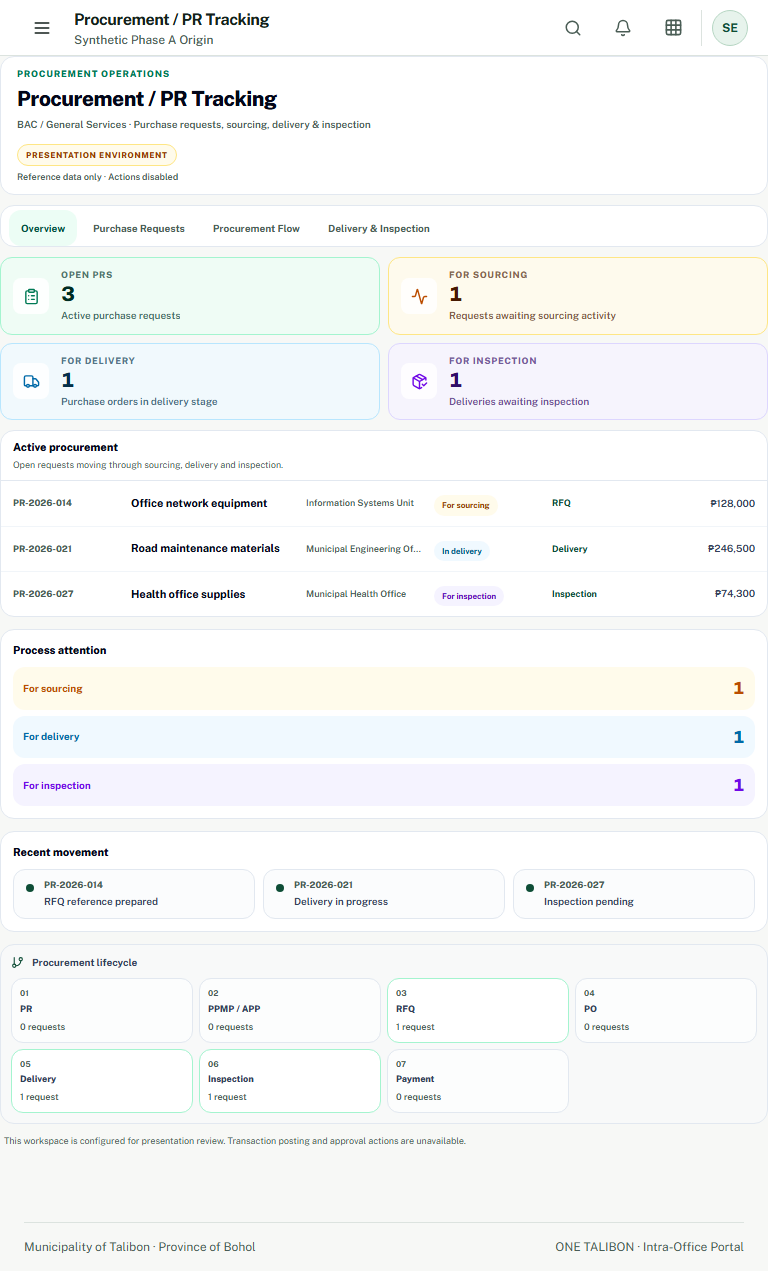 Procurement / PR Tracking
Synthetic Phase A Origin
SE
PROCUREMENT OPERATIONS
Procurement / PR Tracking
BAC / General Services · Purchase requests, sourcing, delivery & inspection
PRESENTATION ENVIRONMENT
Reference data only · Actions disabled
Overview Purchase Requests Procurement Flow Delivery & Inspection
OPEN PRS
3
Active purchase requests
FOR SOURCING
1
Requests awaiting sourcing activity
FOR DELIVERY
1
Purchase orders in delivery stage
FOR INSPECTION
1
Deliveries awaiting inspection
Active procurement
Open requests moving through sourcing, delivery and inspection.
PR-2026-014 Office network equipment Information Systems Unit For sourcing RFQ ₱128,000
PR-2026-021 Road maintenance materials Municipal Engineering Of... In delivery Delivery ₱246,500
PR-2026-027 Health office supplies Municipal Health Office For inspection Inspection ₱74,300
Process attention
For sourcing 1
For delivery 1
For inspection 1
Recent movement
PR-2026-014
RFQ reference prepared
PR-2026-021
Delivery in progress
PR-2026-027
Inspection pending
Procurement lifecycle
01
PR
0 requests
02
PPMP / APP
0 requests
03
RFQ
1 request
04
PO
0 requests
05
Delivery
1 request
06
Inspection
1 request
07
Payment
0 requests
This workspace is configured for presentation review. Transaction posting and approval actions are unavailable.
Municipality of Talibon · Province of Bohol
ONE TALIBON · Intra-Office Portal